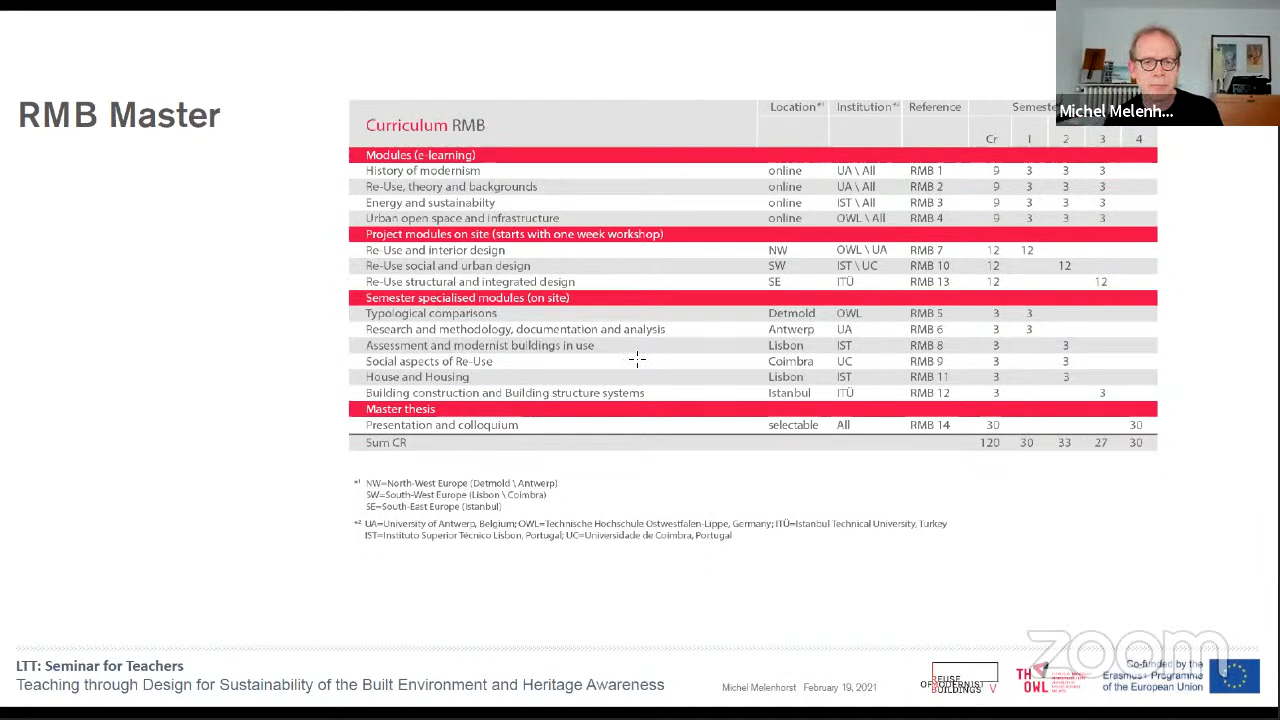 RMB Master
Michel Melenh...
Curriculum RMB Location*¹ Institution*² Reference
Cr 1 2 3 4
Modules (e-learning)
History of modernism online UA \ All RMB 1 9 3 3 3
Re-Use, theory and backgrounds online UA \ All RMB 2 9 3 3 3
Energy and sustainabilty online IST \ All RMB 3 9 3 3 3
Urban open space and infrastructure online OWL \ All RMB 4 9 3 3 3
Project modules on site (starts with one week workshop)
Re-Use and interior design NW OWL \ UA RMB 7 12 12
Re-Use social and urban design SW IST \ UC RMB 10 12 12
Re-Use structural and integrated design SE ITÜ RMB 13 12 12
Semester specialised modules (on site)
Typological comparisons Detmold OWL RMB 5 3 3
Research and methodology, documentation and analysis Antwerp UA RMB 6 3 3
Assessment and modernist buildings in use Lisbon IST RMB 8 3 3
Social aspects of Re-Use Coimbra UC RMB 9 3 3
House and Housing Lisbon IST RMB 11 3 3
Building construction and Building structure systems Istanbul ITÜ RMB 12 3 3
Master thesis
Presentation and colloquium selectable All RMB 14 30 30
Sum CR 120 30 33 27 30
*¹ NW=North-West Europe (Detmold \ Antwerp)
SW=South-West Europe (Lisbon \ Coimbra)
SE=South-East Europe (Istanbul)
*² UA=University of Antwerp, Belgium; OWL=Technische Hochschule Ostwestfalen-Lippe, Germany; ITÜ=Istanbul Technical University, Turkey
IST=Instituto Superior Técnico Lisbon, Portugal; UC=Universidade de Coimbra, Portugal
zoom
LTT: Seminar for Teachers
Teaching through Design for Sustainability of the Built Environment and Heritage Awareness
February 19, 2021
REUSE
OF MODERNIST
BUILDINGS
TH
OWL
Co-funded by the
Erasmus+ Programme
of the European Union